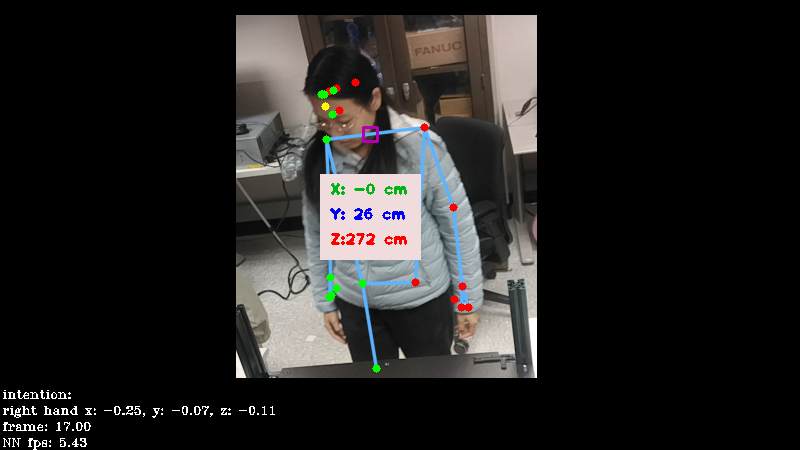 FANUC
X: -0 cm
Y: 26 cm
Z:272 cm
intention:
right hand x: -0.25, y: -0.07, z: -0.11
frame: 17.00
NN fps: 5.43